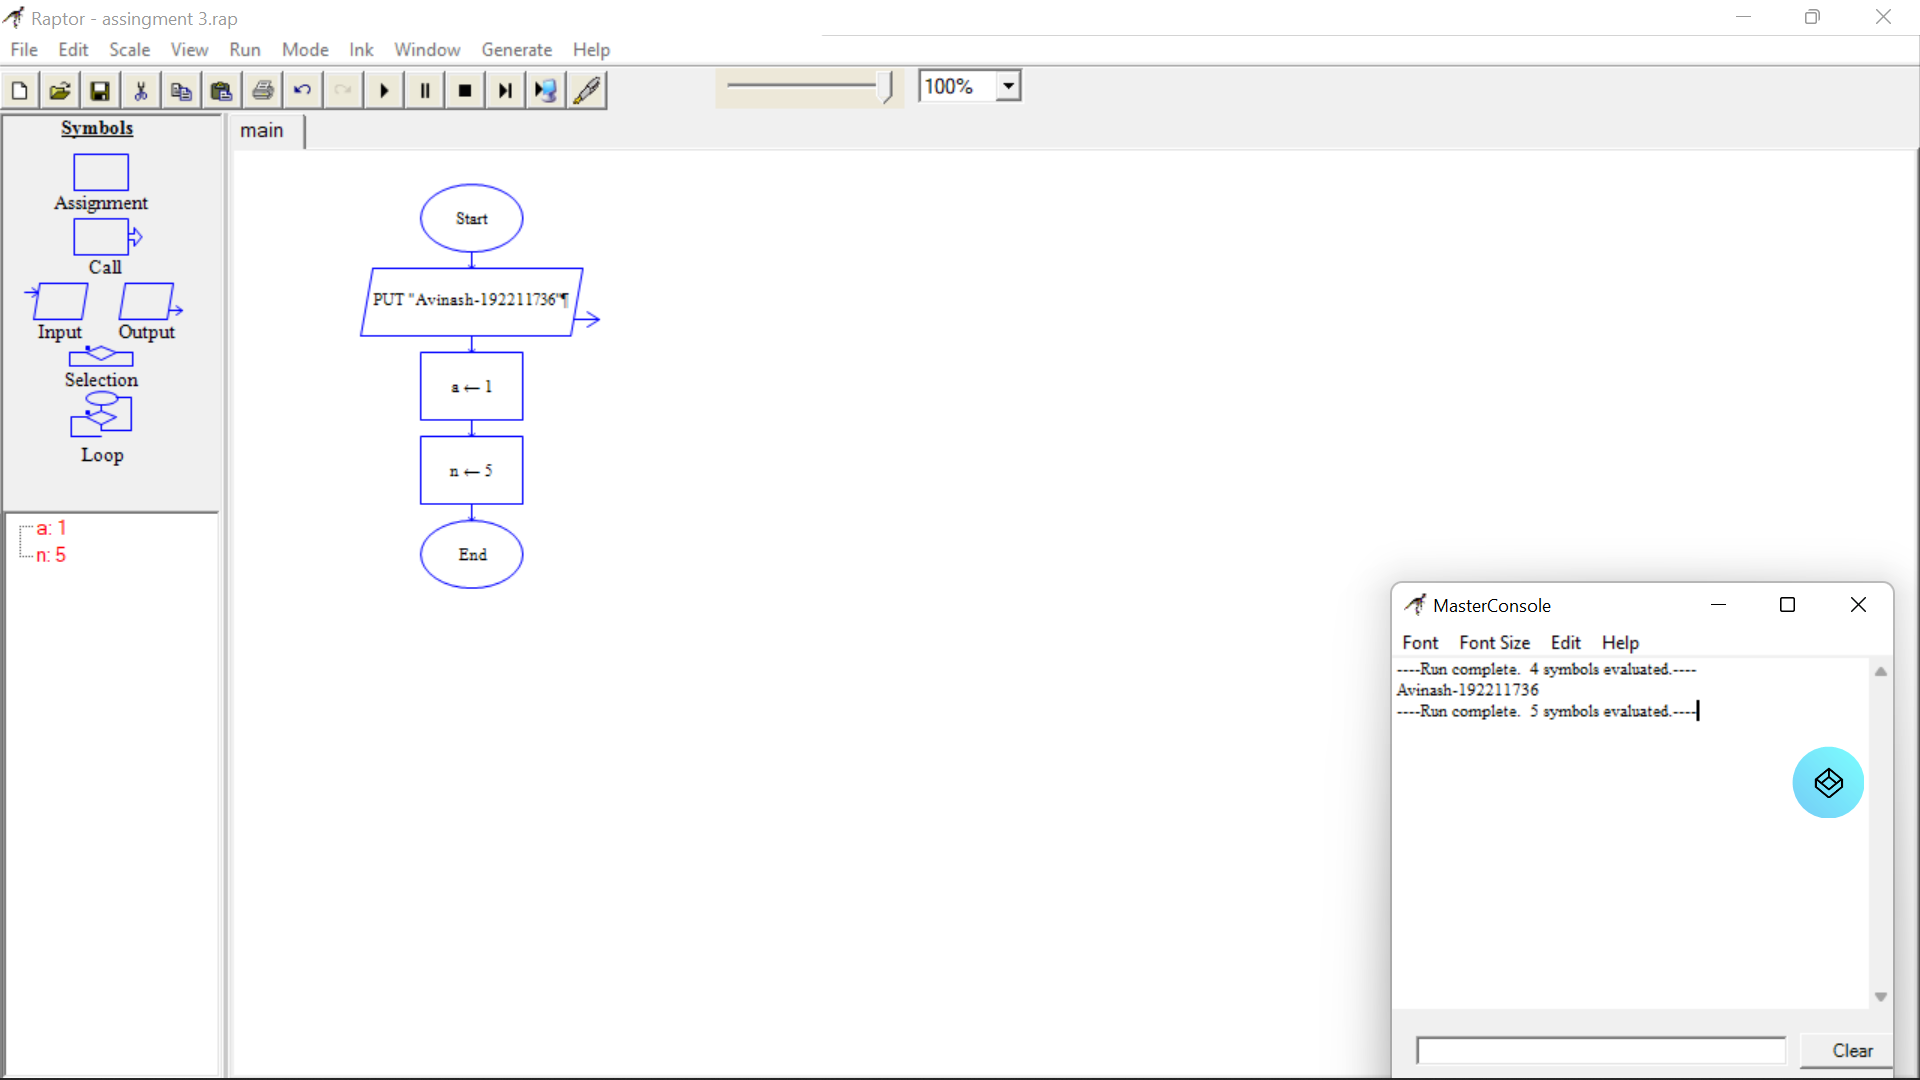 Raptor - assingment 3.rap
File Edit Scale View Run Mode Ink Window Generate Help
100%
Symbols
main
Assignment
Call
Input Output
Selection
Loop
Start
PUT "Avinash-192211736"¶
a ← 1
n ← 5
End
a: 1
n: 5
MasterConsole
Font Font Size Edit Help
----Run complete.  4 symbols evaluated.----
Avinash-192211736
----Run complete.  5 symbols evaluated.----
Clear